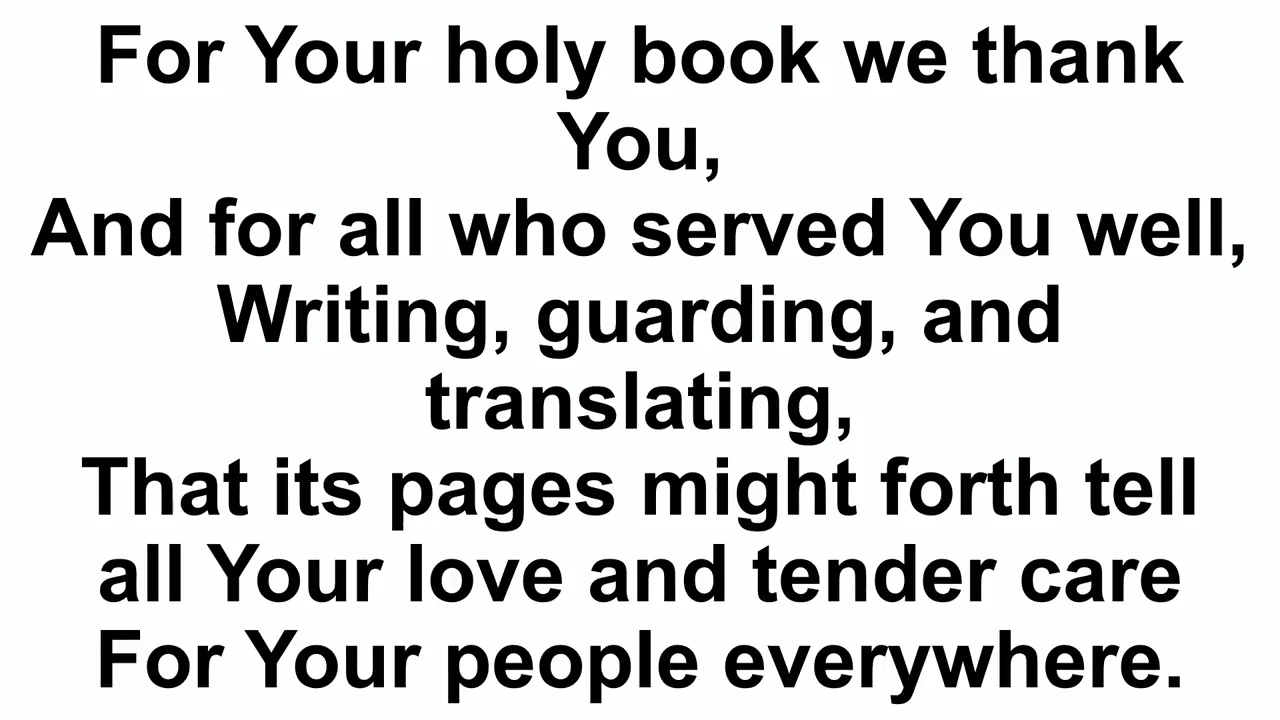 For Your holy book we thank
You,
And for all who served You well,
Writing, guarding, and
translating,
That its pages might forth tell
all Your love and tender care
For Your people everywhere.